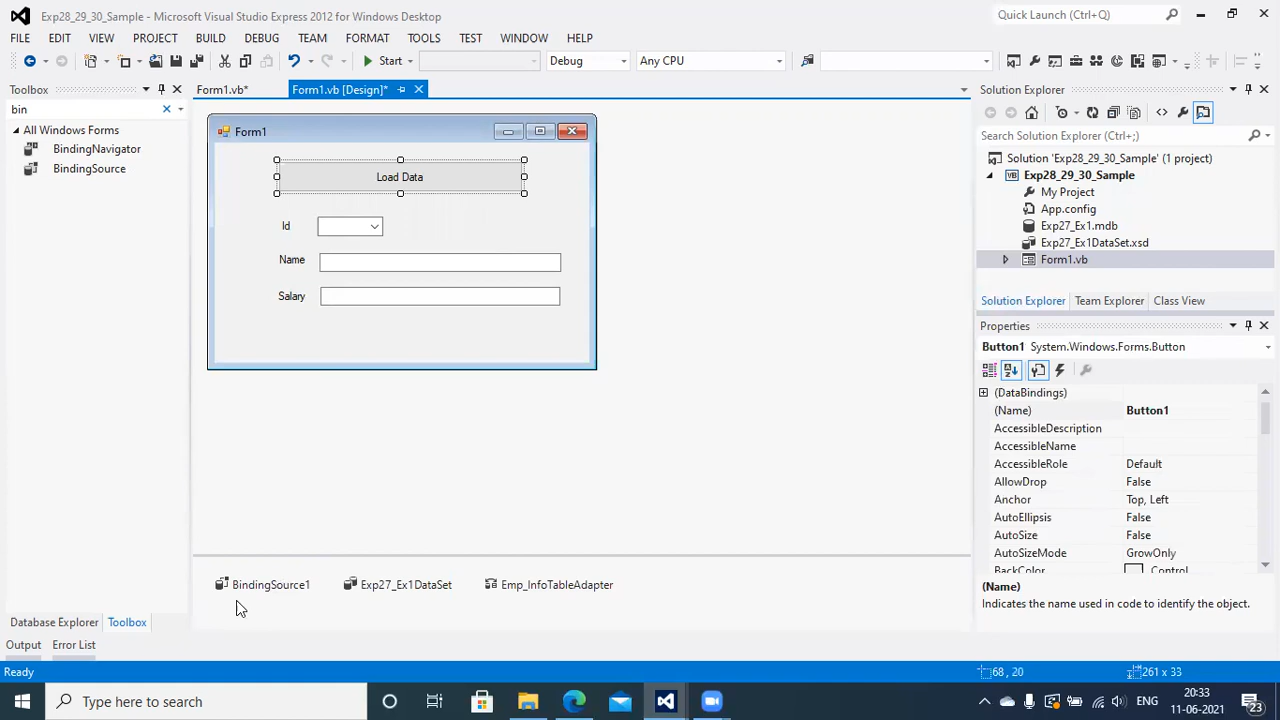 Exp28_29_30_Sample - Microsoft Visual Studio Express 2012 for Windows Desktop
Quick Launch (Ctrl+Q)
FILE EDIT VIEW PROJECT BUILD DEBUG TEAM FORMAT TOOLS TEST WINDOW HELP
Start Debug Any CPU
Toolbox
bin
All Windows Forms
BindingNavigator
BindingSource
Form1.vb* Form1.vb [Design]*
Form1
Load Data
Id
Name
Salary
BindingSource1 Exp27_Ex1DataSet Emp_InfoTableAdapter
Solution Explorer
Search Solution Explorer (Ctrl+;)
Solution 'Exp28_29_30_Sample' (1 project)
VB Exp28_29_30_Sample
My Project
App.config
Exp27_Ex1.mdb
Exp27_Ex1DataSet.xsd
Form1.vb
Solution Explorer Team Explorer Class View
Properties
Button1 System.Windows.Forms.Button
(DataBindings)
(Name) Button1
AccessibleDescription
AccessibleName
AccessibleRole Default
AllowDrop False
Anchor Top, Left
AutoEllipsis False
AutoSize False
AutoSizeMode GrowOnly
BackColor Control
(Name)
Indicates the name used in code to identify the object.
Database Explorer Toolbox
Output Error List
Ready 68 , 20 261 x 33
Type here to search
ENG
20:33
11-06-2021
23